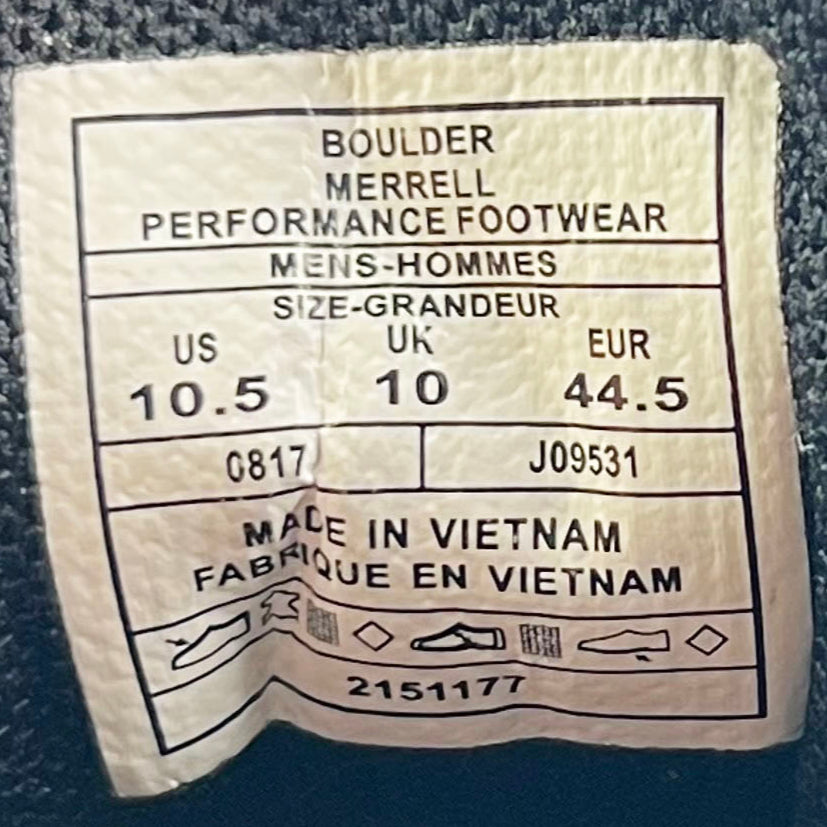 BOULDER
MERRELL
PERFORMANCE FOOTWEAR
MENS-HOMMES
SIZE-GRANDEUR
US UK EUR
10.5 10 44.5
0817 J09531
MADE IN VIETNAM
FABRIQUE EN VIETNAM
2151177